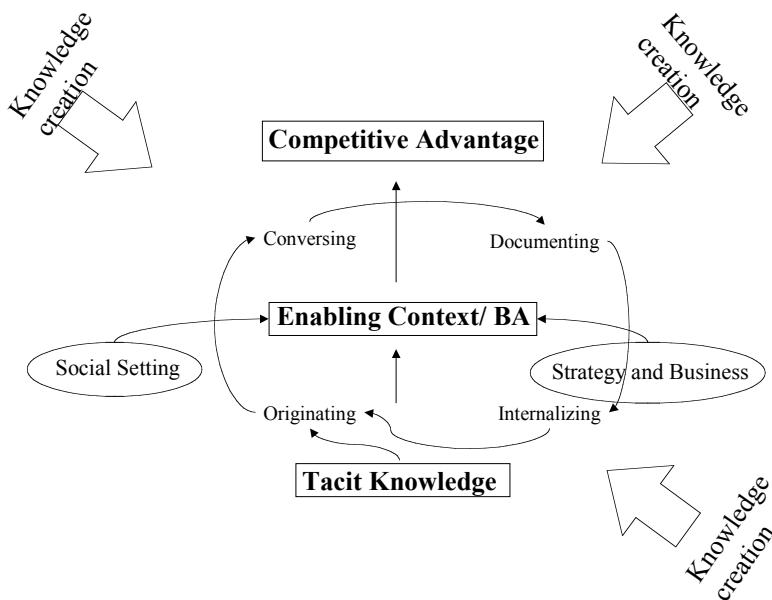 Knowledge
creation
Knowledge
creation
Competitive Advantage
Conversing
Documenting
Enabling Context/ BA
Social Setting
Strategy and Business
Originating
Internalizing
Tacit Knowledge
Knowledge
creation